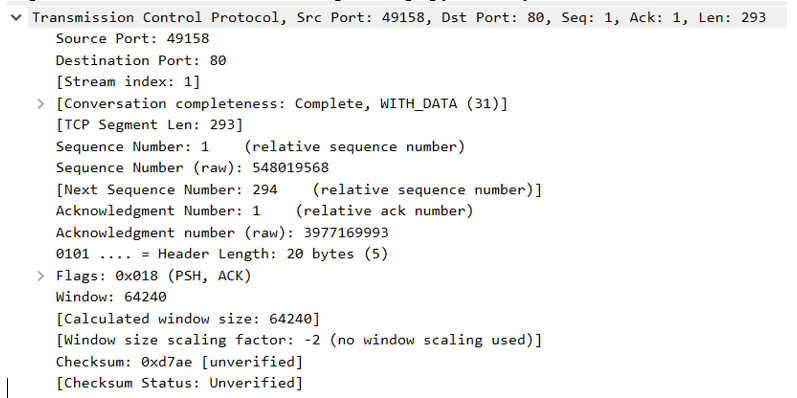 Transmission Control Protocol, Src Port: 49158, Dst Port: 80, Seq: 1, Ack: 1, Len: 293
Source Port: 49158
Destination Port: 80
[Stream index: 1]
[Conversation completeness: Complete, WITH_DATA (31)]
[TCP Segment Len: 293]
Sequence Number: 1    (relative sequence number)
Sequence Number (raw): 548019568
[Next Sequence Number: 294    (relative sequence number)]
Acknowledgment Number: 1    (relative ack number)
Acknowledgment number (raw): 3977169993
0101 .... = Header Length: 20 bytes (5)
Flags: 0x018 (PSH, ACK)
Window: 64240
[Calculated window size: 64240]
[Window size scaling factor: -2 (no window scaling used)]
Checksum: 0xd7ae [unverified]
[Checksum Status: Unverified]